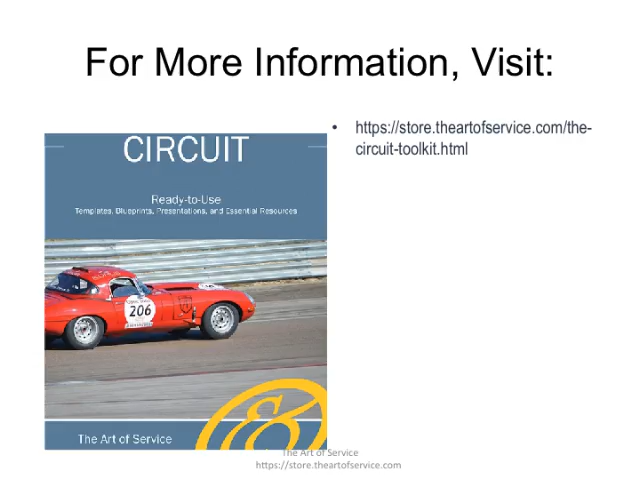 For More Information, Visit:
• https://store.theartofservice.com/the-
circuit-toolkit.html
CIRCUIT
Ready-to-Use
Templates, Blueprints, Presentations, and Essential Resources
206
The Art of Service
The Art of Service
https://store.theartofservice.com